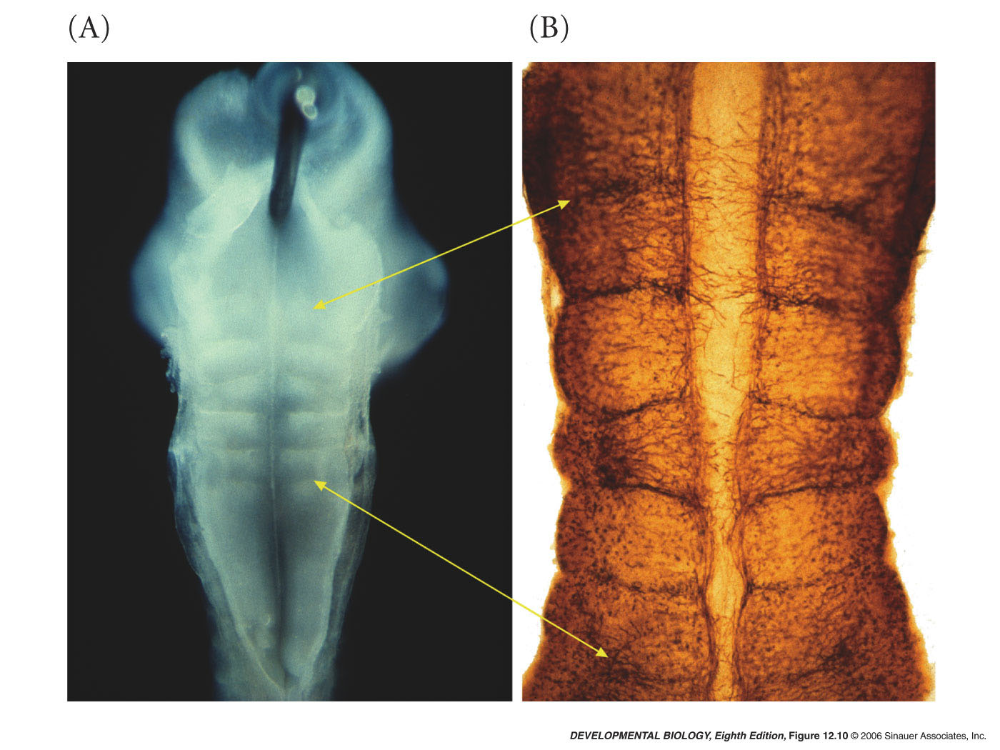 (A)
(B)
DEVELOPMENTAL BIOLOGY, Eighth Edition, Figure 12.10 © 2006 Sinauer Associates, Inc.